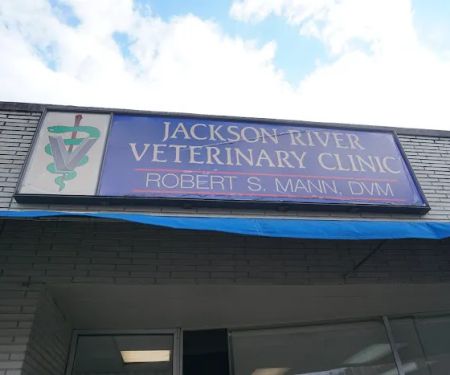 V
JACKSON RIVER
VETERINARY CLINIC
ROBERT S. MANN, DVM